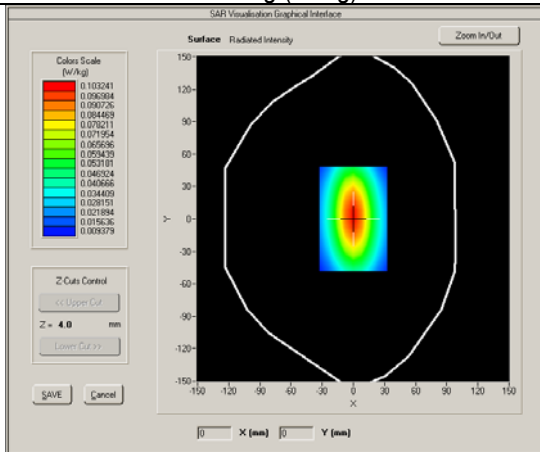 SAR Visualisation Graphical Interface
Surface Radiated Intensity
Zoom In/Out
Colors Scale
(W/kg)
0.103241
0.096984
0.090726
0.084469
0.078211
0.071954
0.065696
0.059439
0.053181
0.046924
0.040666
0.034409
0.028151
0.021894
0.015636
0.009379
Z Cuts Control
<< Upper Cut
Z = 4.0 mm
Lower Cut >>
SAVE Cancel
150-
120-
90-
60-
30-
Y 0-
-30-
-60-
-90-
-120-
-150-
-150 -120 -90 -60 -30 0 30 60 90 120 150
X
0 X (mm) 0 Y (mm)